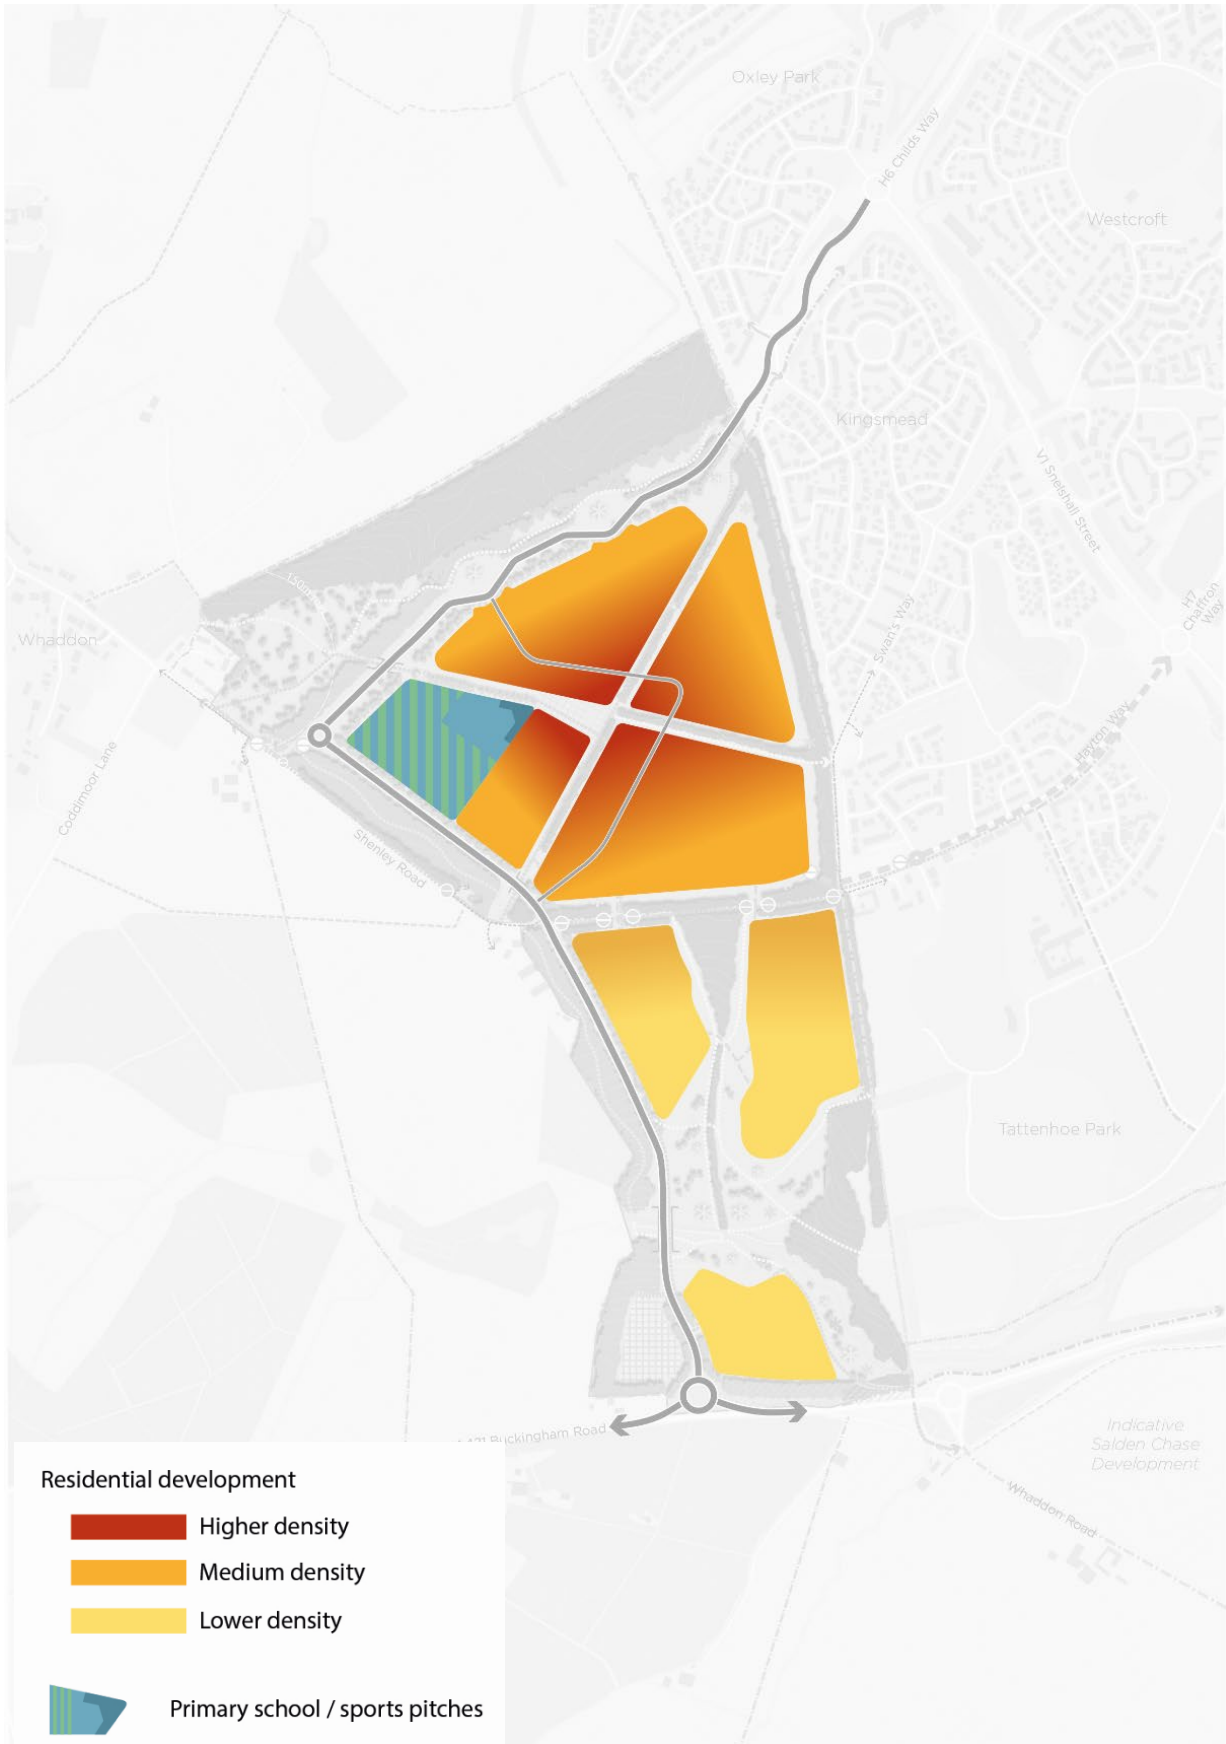 Oxley Park
H6 Childs Way
Westcroft
Kingsmead
V1 Snelshall Street
H7
Chaffron
Way
150m
Whaddon
Swan's Way
Hayton Way
Coddimoor Lane
Shenley Road
Tattenhoe Park
Buckingham Road
Indicative
Salden Chase
Development
Whaddon Road
Residential development
Higher density
Medium density
Lower density
Primary school / sports pitches